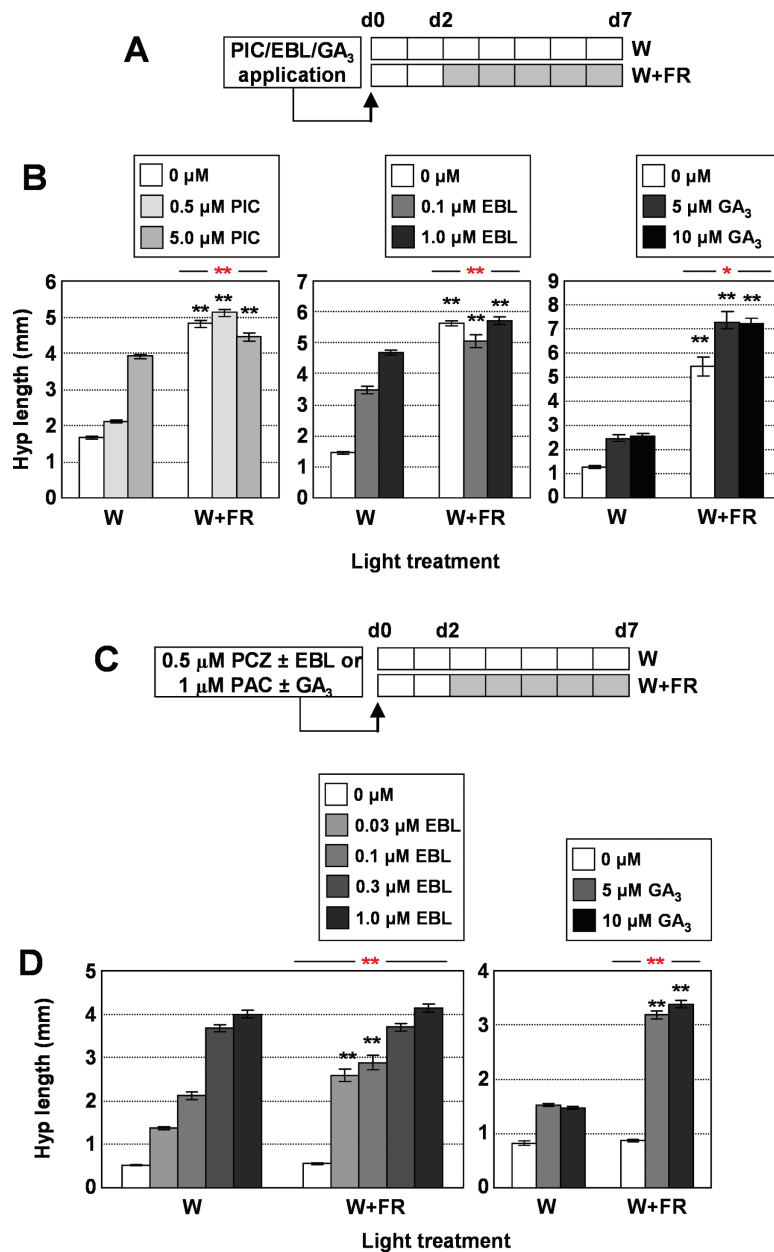 A
PIC/EBL/GA3
application
d0 d2 d7
W
W+FR
B
0 µM
0.5 µM PIC
5.0 µM PIC
0 µM
0.1 µM EBL
1.0 µM EBL
0 µM
5 µM GA3
10 µM GA3
** ** *
Hyp length (mm)
6
5
4
3
2
1
0
** ** **
W W+FR
7
6
5
4
3
2
1
0
** ** **
W W+FR
9
8
7
6
5
4
3
2
1
0
** ** **
W W+FR
Light treatment
C
0.5 µM PCZ ± EBL or
1 µM PAC ± GA3
d0 d2 d7
W
W+FR
D
0 µM
0.03 µM EBL
0.1 µM EBL
0.3 µM EBL
1.0 µM EBL
0 µM
5 µM GA3
10 µM GA3
** **
Hyp length (mm)
5
4
3
2
1
0
** **
W W+FR
4
3
2
1
0
** **
W W+FR
Light treatment